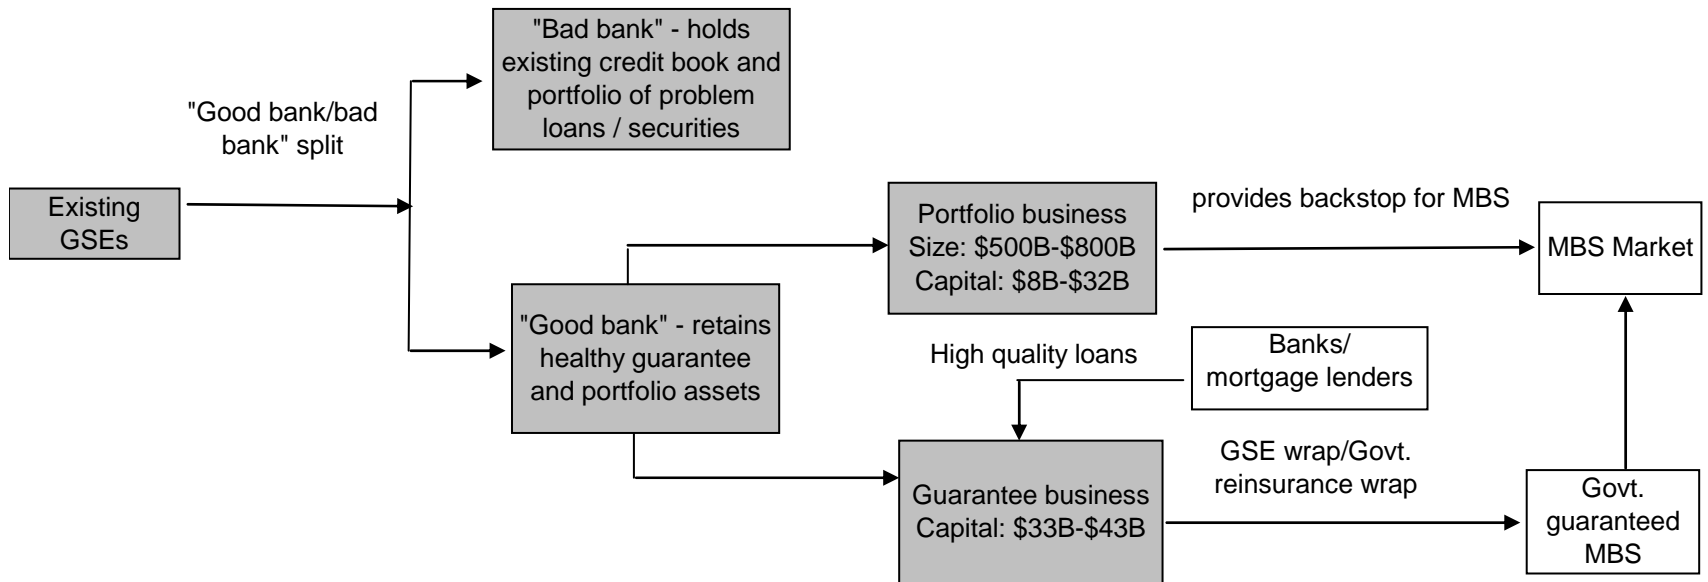 "Bad bank" - holds
existing credit book and
portfolio of problem
loans / securities
"Good bank/bad
bank" split
Existing
GSEs
Portfolio business
Size: $500B-$800B
Capital: $8B-$32B
provides backstop for MBS
MBS Market
"Good bank" - retains
healthy guarantee
and portfolio assets
High quality loans
Banks/
mortgage lenders
Guarantee business
Capital: $33B-$43B
GSE wrap/Govt.
reinsurance wrap
Govt.
guaranteed
MBS